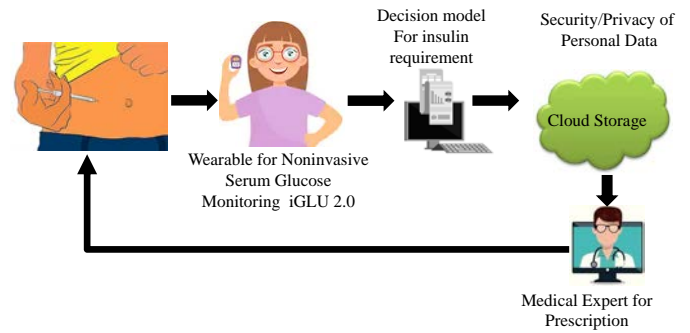 Decision model
For insulin
requirement
Security/Privacy of
Personal Data
Cloud Storage
Wearable for Noninvasive
Serum Glucose
Monitoring iGLU 2.0
Medical Expert for
Prescription